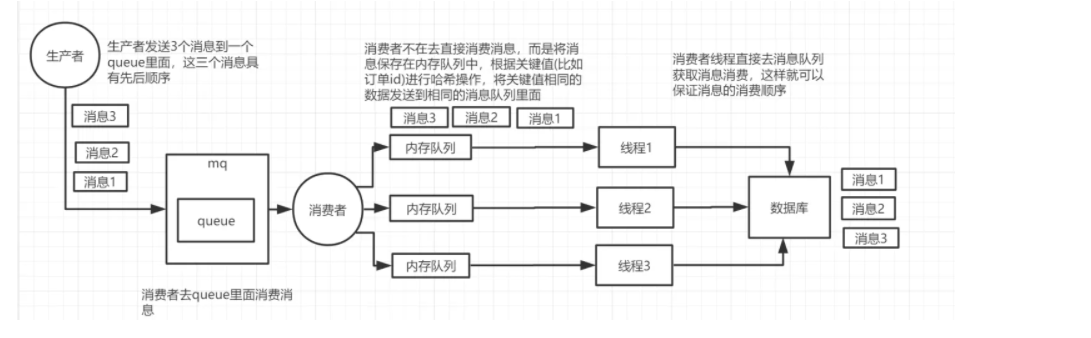 生产者
生产者发送3个消息到一个
queue里面，这三个消息具
有先后顺序
消息3
消息2
消息1
mq
queue
消费者去queue里面消费消
息
消费者
消费者不在去直接消费消息，而是将消
息保存在内存队列中，根据关键值(比如
订单id)进行哈希操作，将关键值相同的
数据发送到相同的消息队列里面
消息3
消息2
消息1
内存队列
内存队列
内存队列
消费者线程直接去消息队列
获取消息消费，这样就可以
保证消息的消费顺序
线程1
线程2
线程3
数据库
消息1
消息2
消息3